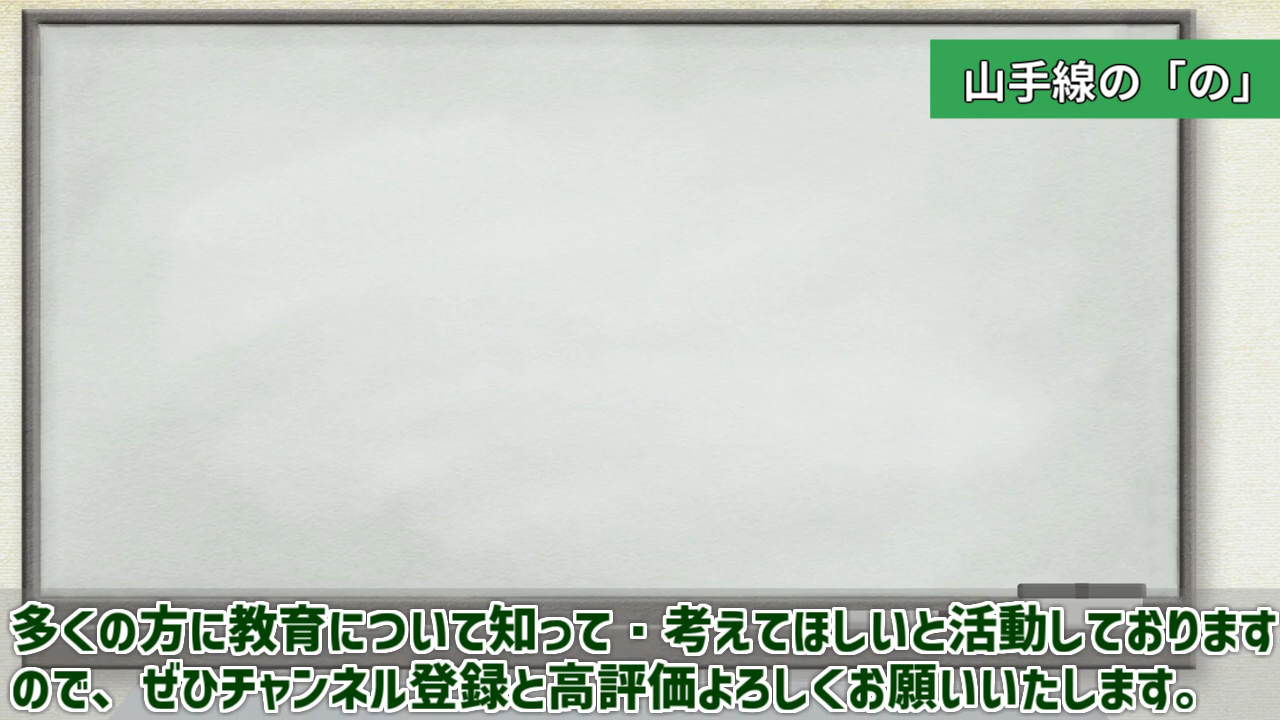 山手線の「の」
多くの方に教育について知って・考えてほしいと活動しております
ので、ぜひチャンネル登録と高評価よろしくお願いいたします。